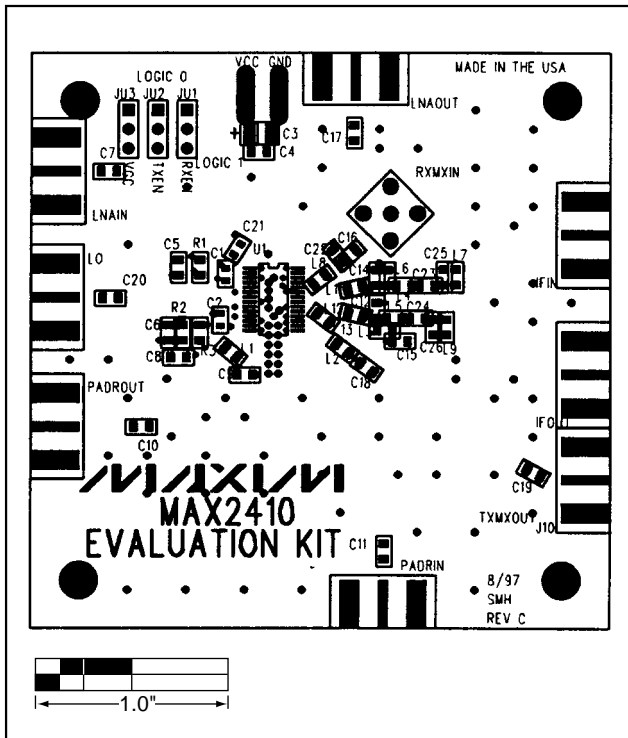 VCC GND
MADE IN THE USA
LOGIC 0
JU3 JU2 JU1
LNAOUT
C3
C17
C4
LOGIC 1
C7
VCC TXEN RXEN
RXMXIN
LNAIN
C21
C5 R1 U1
C16
LO
C1
L8
C14 L6 C23
C25 L7
IFIN
C20
R2 C2
C6
C24
L5
R3 L1
C8
C15
C26 L9
L2
C18
PADROUT
IFOUT
C10
C19
MAXIM
MAX2410
EVALUATION KIT
TXMXOUT
J10
C11
PADRIN
8/97
SMH
REV C
1.0"